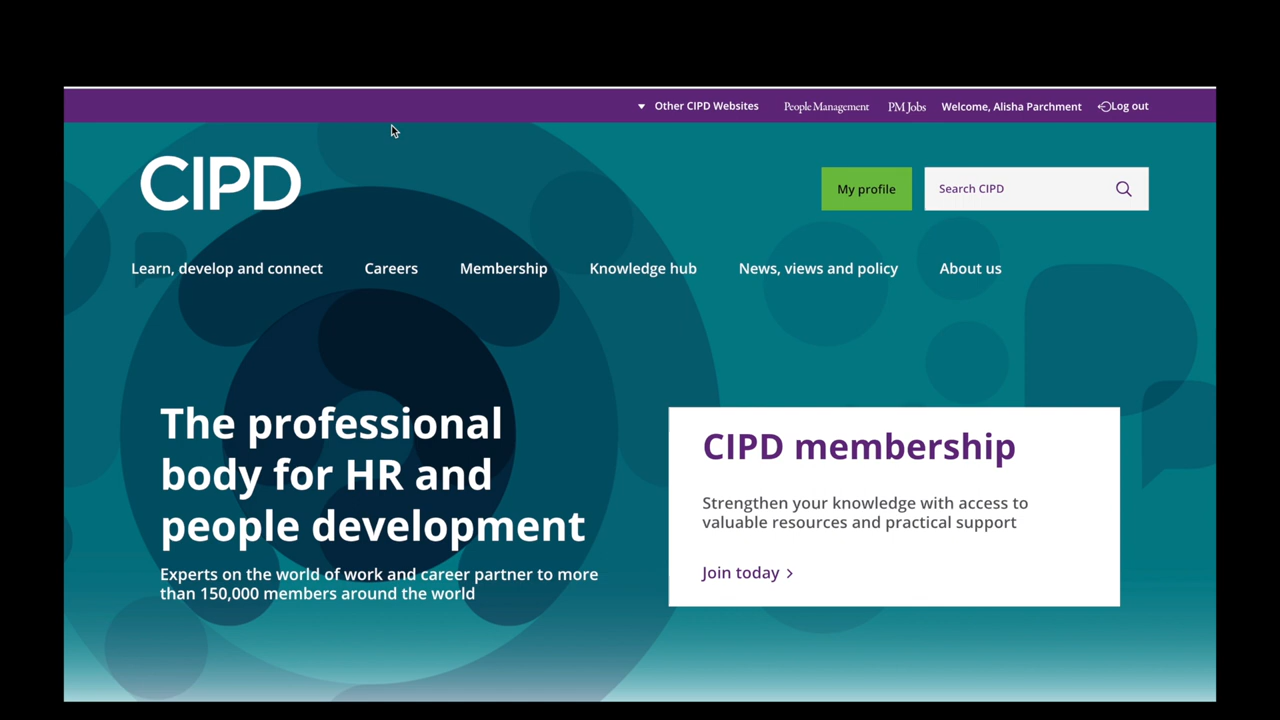 Other CIPD Websites People Management PM Jobs Welcome, Alisha Parchment Log out
CIPD
My profile Search CIPD
Learn, develop and connect Careers Membership Knowledge hub News, views and policy About us
The professional
body for HR and
people development
Experts on the world of work and career partner to more
than 150,000 members around the world
CIPD membership
Strengthen your knowledge with access to
valuable resources and practical support
Join today